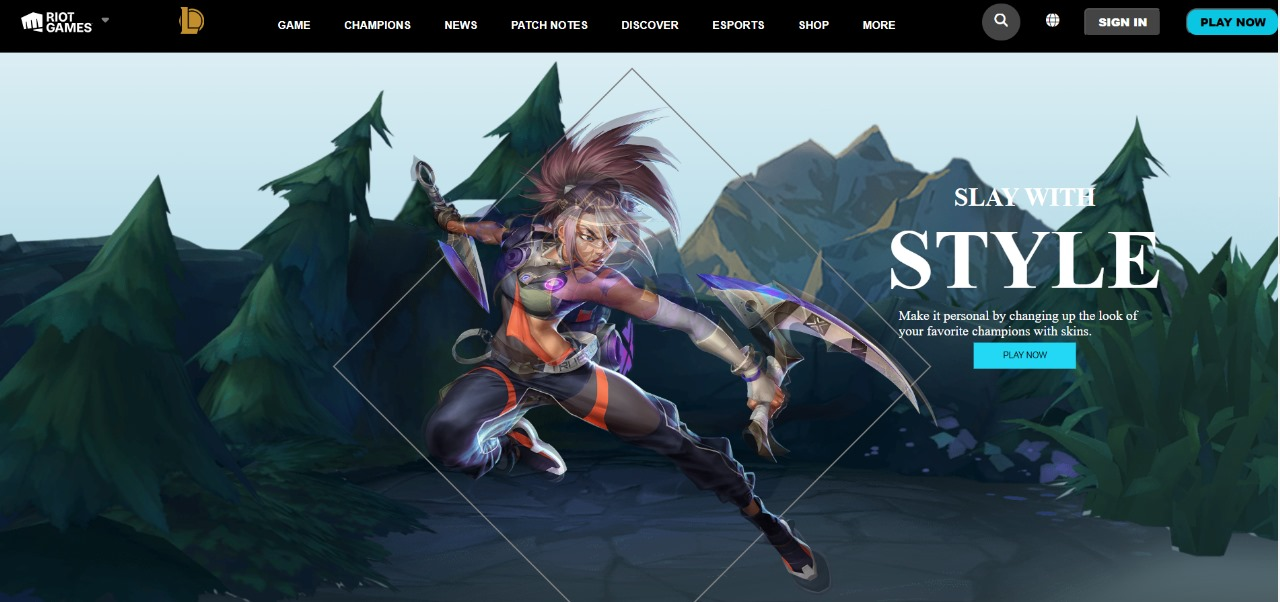 RIOT
GAMES
GAME CHAMPIONS NEWS PATCH NOTES DISCOVER ESPORTS SHOP MORE SIGN IN PLAY NOW
SLAY WITH
STYLE
Make it personal by changing up the look of
your favorite champions with skins.
PLAY NOW